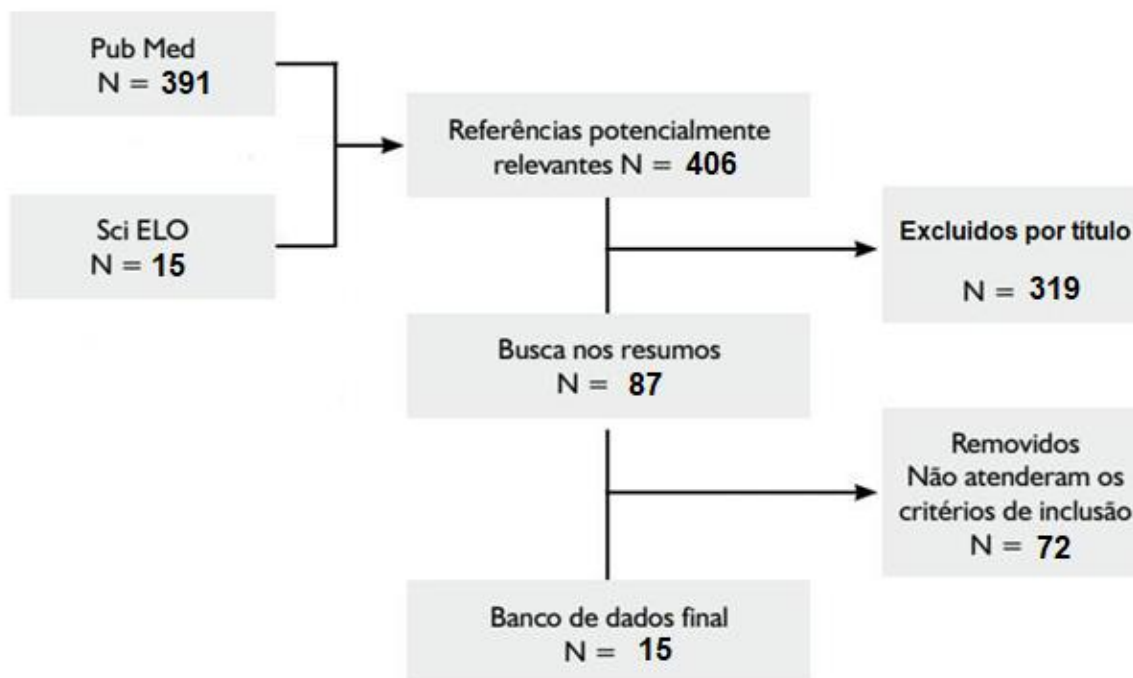 Pub Med
N = 391
Sci ELO
N = 15
Referências potencialmente
relevantes N = 406
Excluidos por título
N = 319
Busca nos resumos
N = 87
Removidos
Não atenderam os
critérios de inclusão
N = 72
Banco de dados final
N = 15